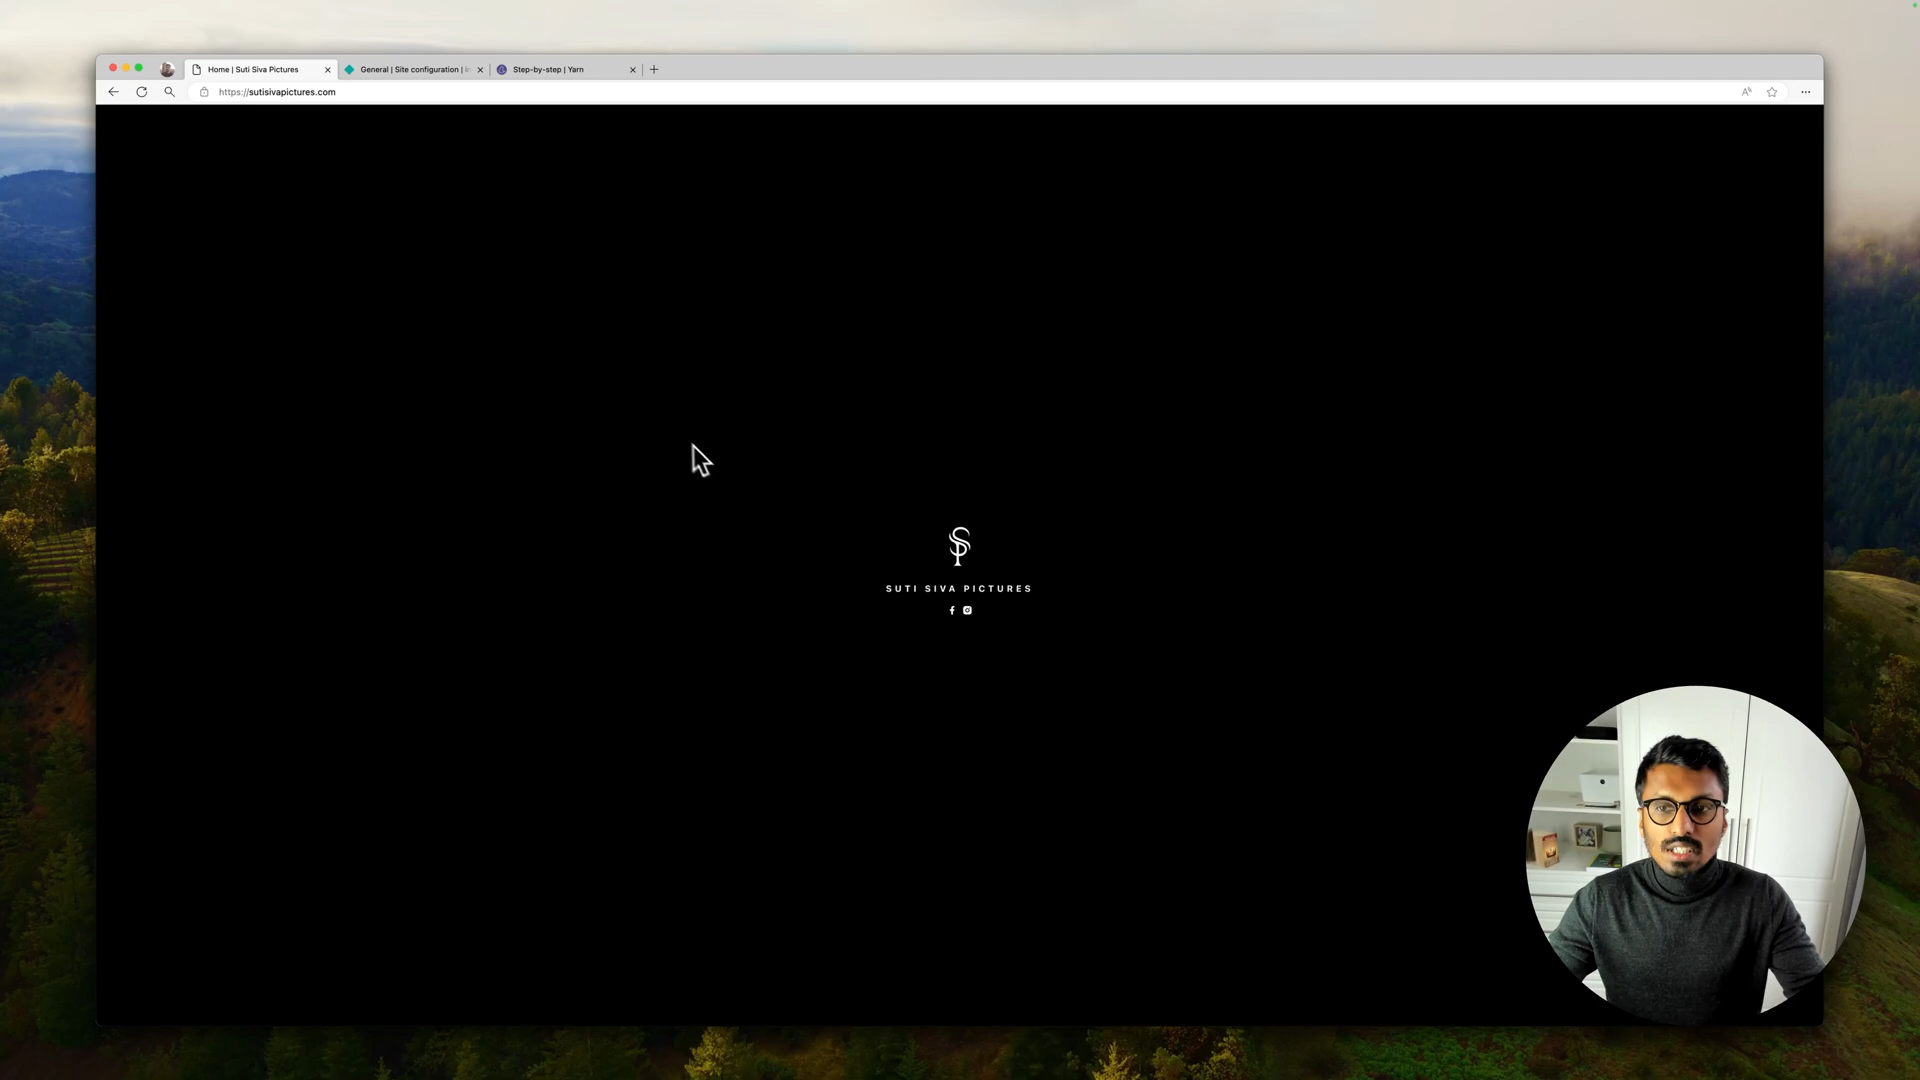 Home | Suti Siva Pictures
General | Site configuration |
Step-by-step | Yarn
https://sutisivapictures.com
SUTI SIVA PICTURES